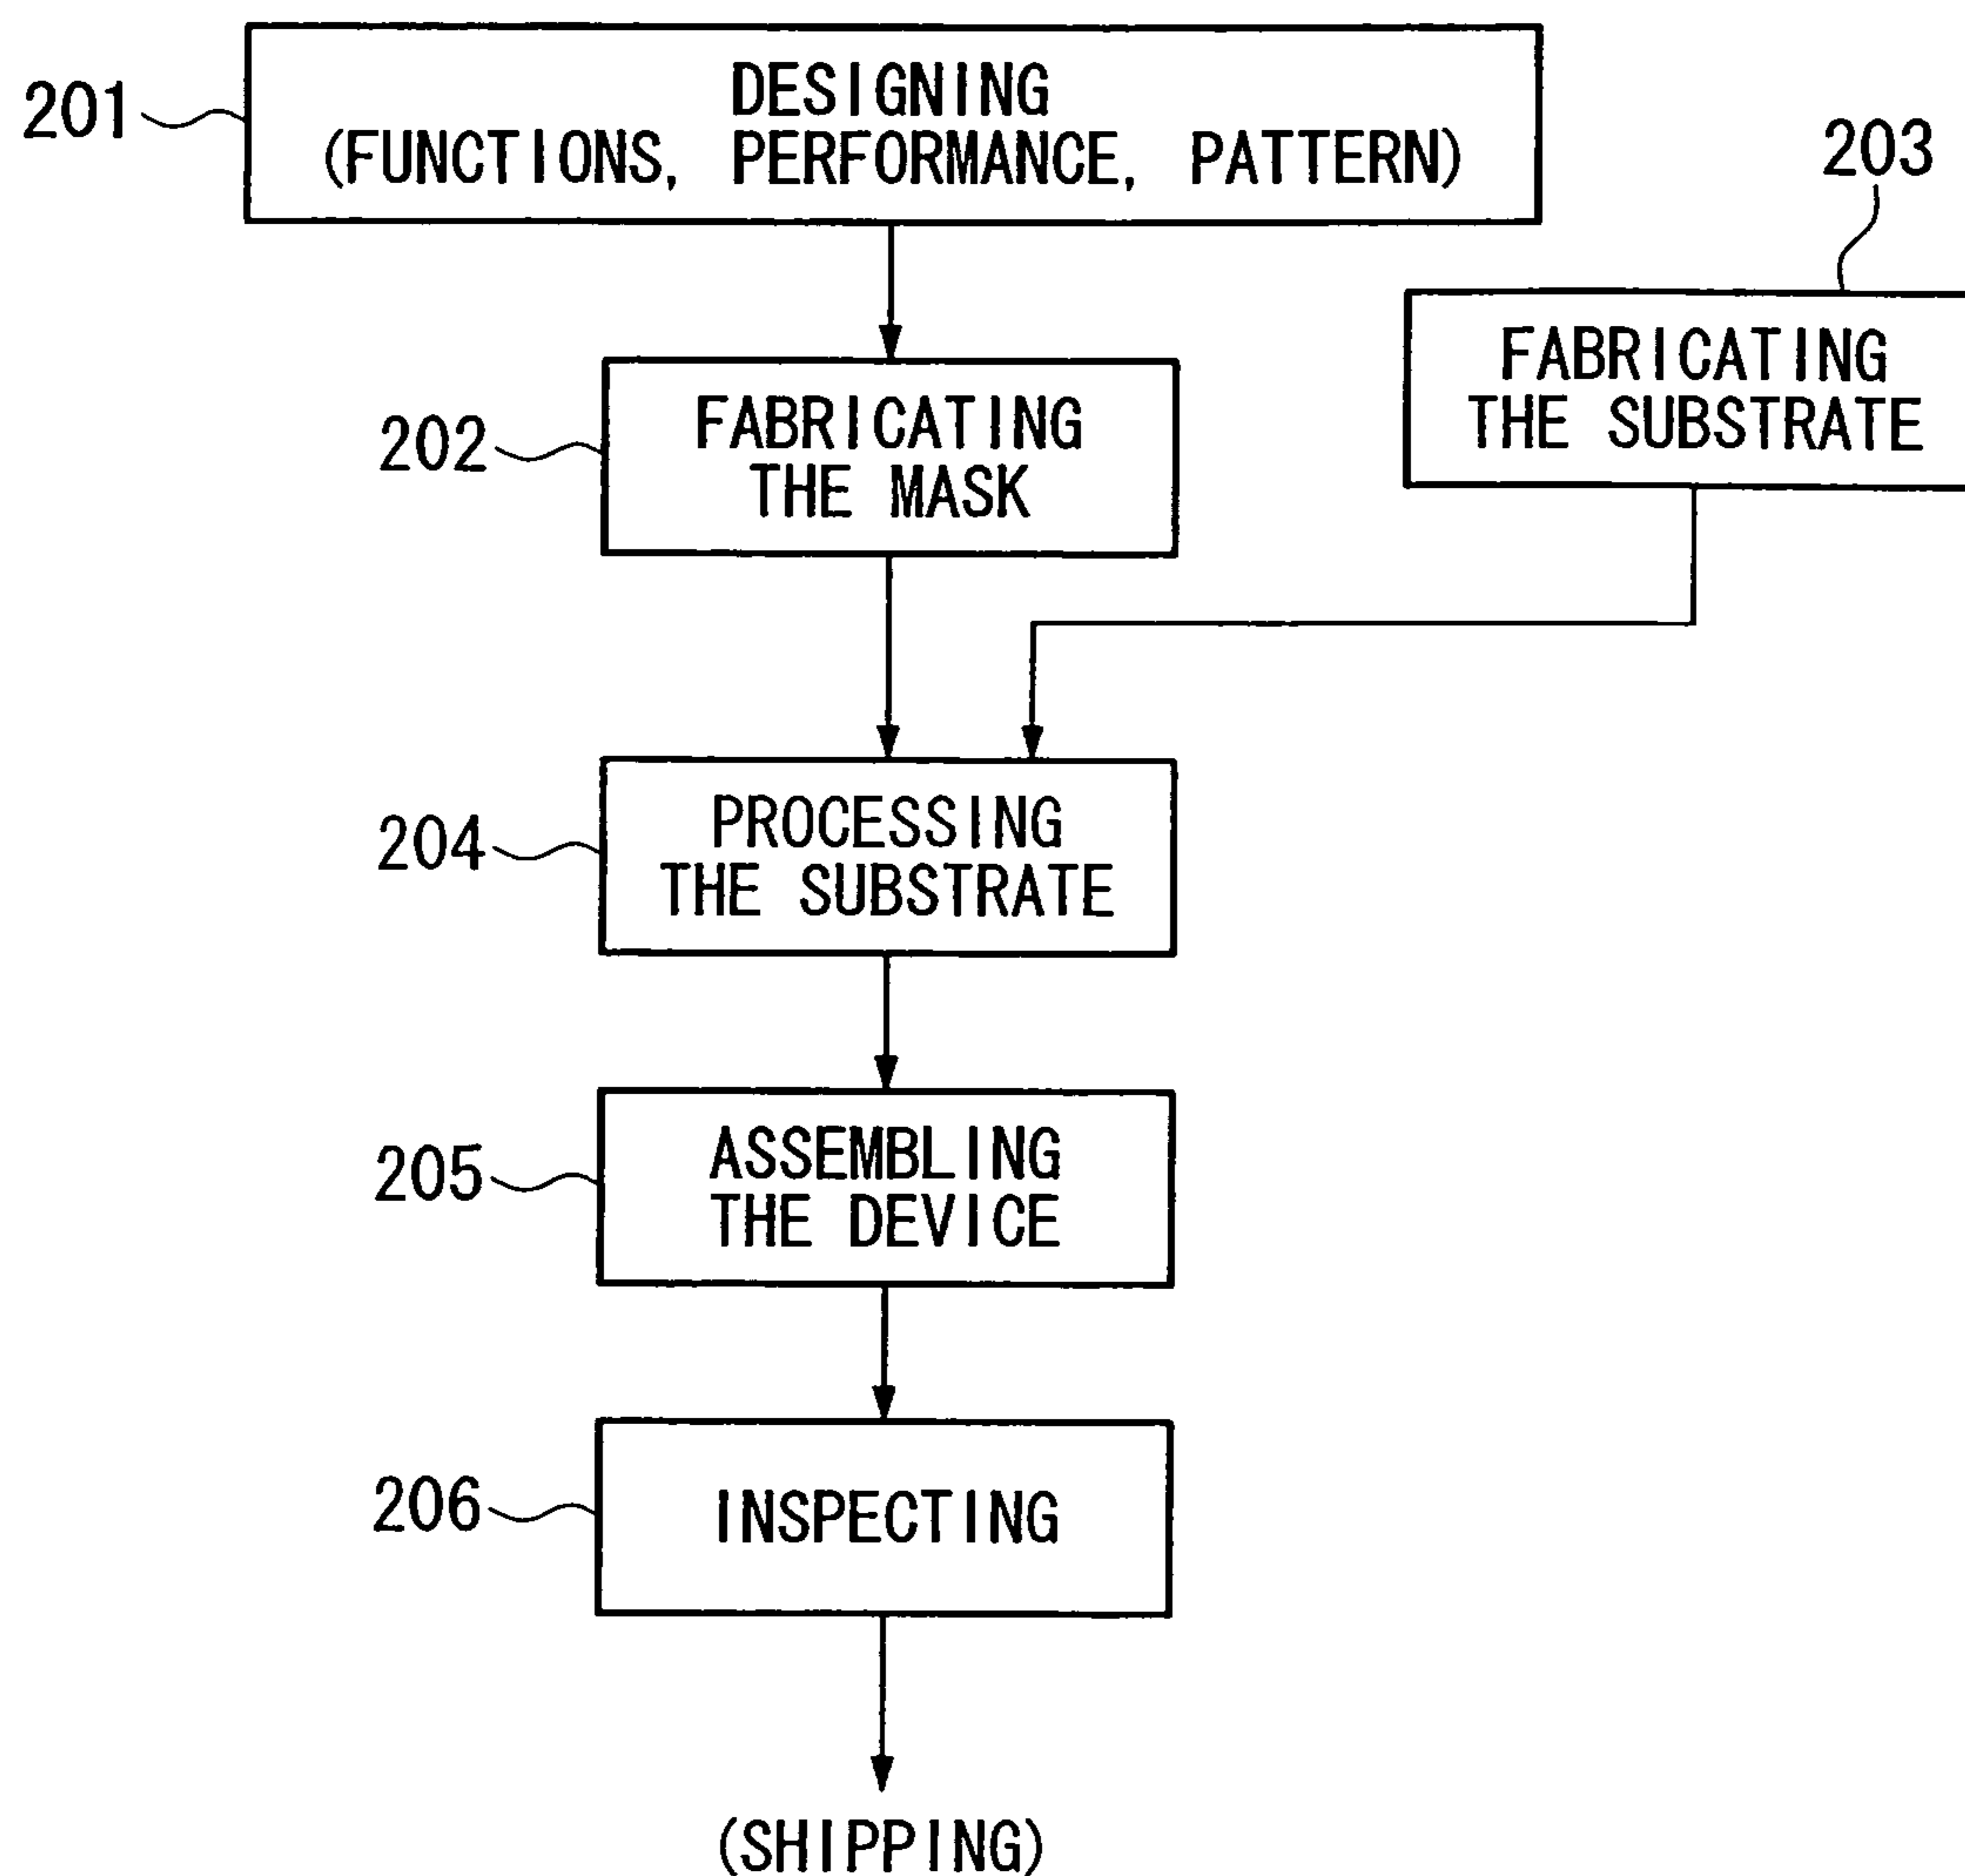 201
DESIGNING
(FUNCTIONS, PERFORMANCE, PATTERN)
203
FABRICATING
THE SUBSTRATE
202
FABRICATING
THE MASK
204
PROCESSING
THE SUBSTRATE
205
ASSEMBLING
THE DEVICE
206
INSPECTING
(SHIPPING)